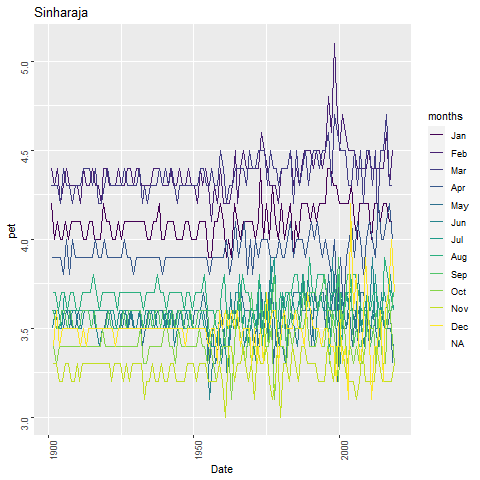 Sinharaja
pet
5.0
4.5
4.0
3.5
3.0
1900
1950
2000
Date
months
Jan
Feb
Mar
Apr
May
Jun
Jul
Aug
Sep
Oct
Nov
Dec
NA